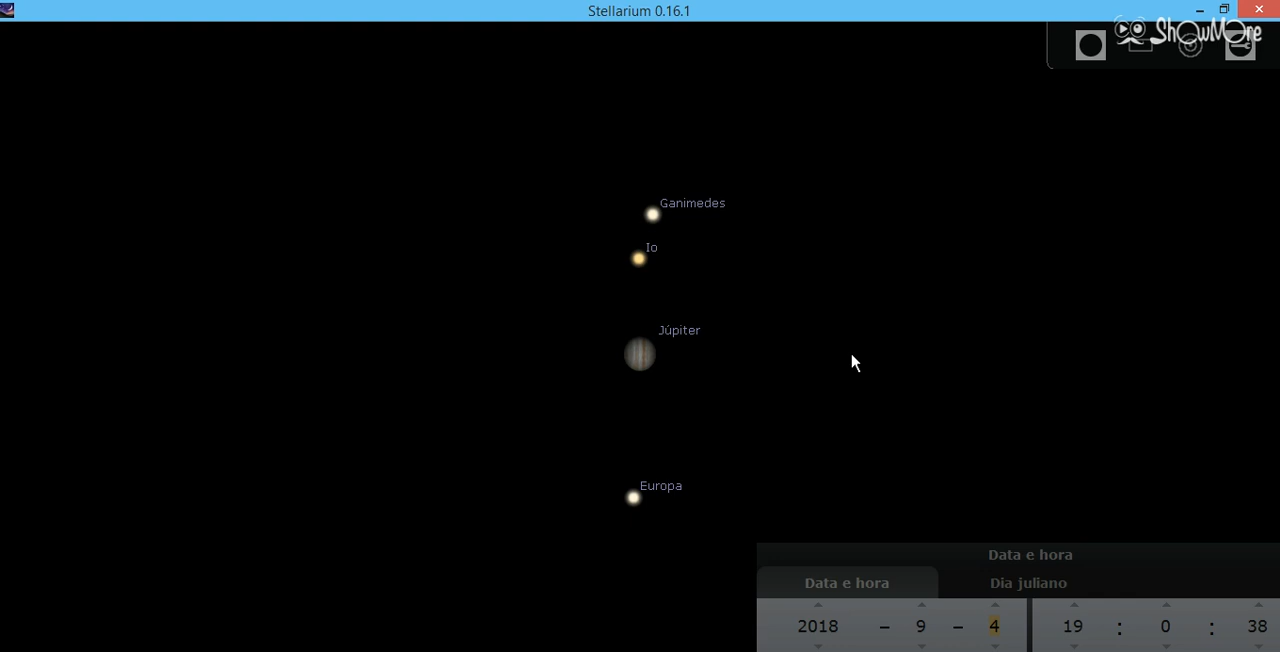 Stellarium 0.16.1
ShowMore
Ganimedes
Io
Júpiter
Europa
Data e hora
Data e hora Dia juliano
2018 - 9 - 4 19 : 0 : 38